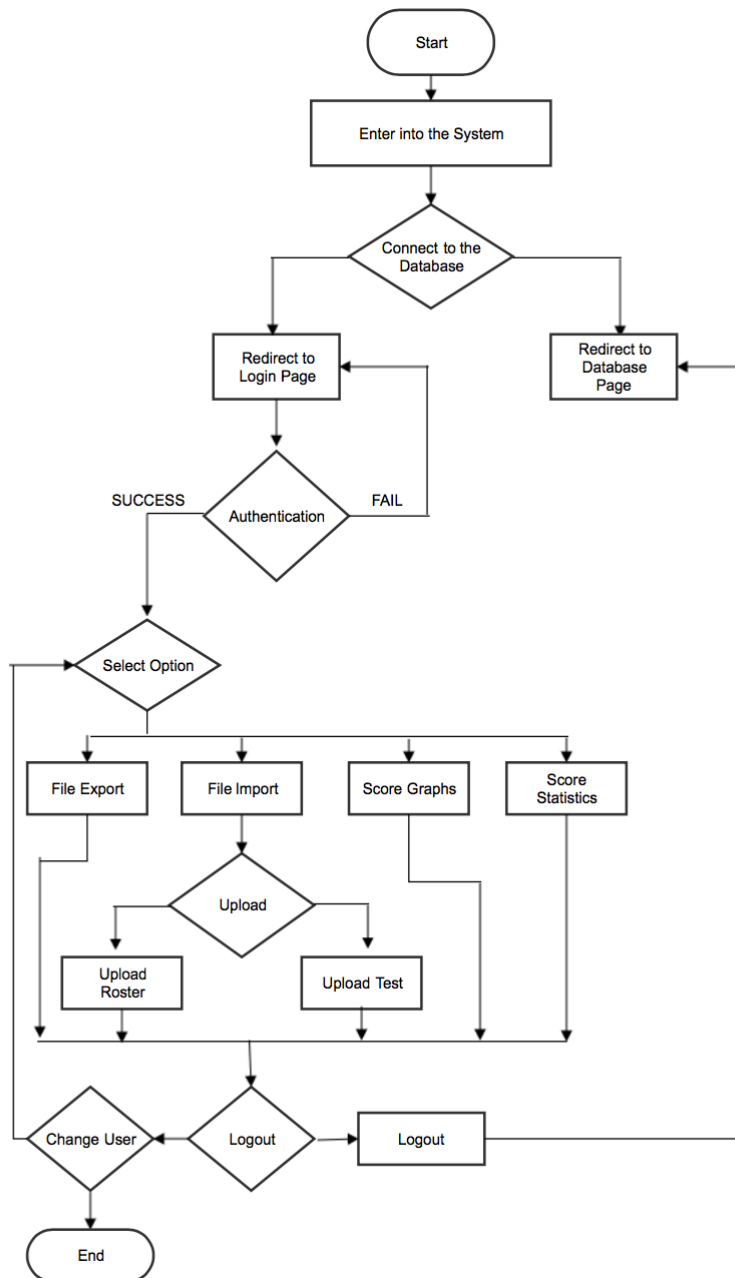 Start
Enter into the System
Connect to the
Database
Redirect to
Login Page
Redirect to
Database
Page
SUCCESS
FAIL
Authentication
Select Option
File Export
File Import
Score Graphs
Score
Statistics
Upload
Upload
Roster
Upload Test
Change User
Logout
Logout
End